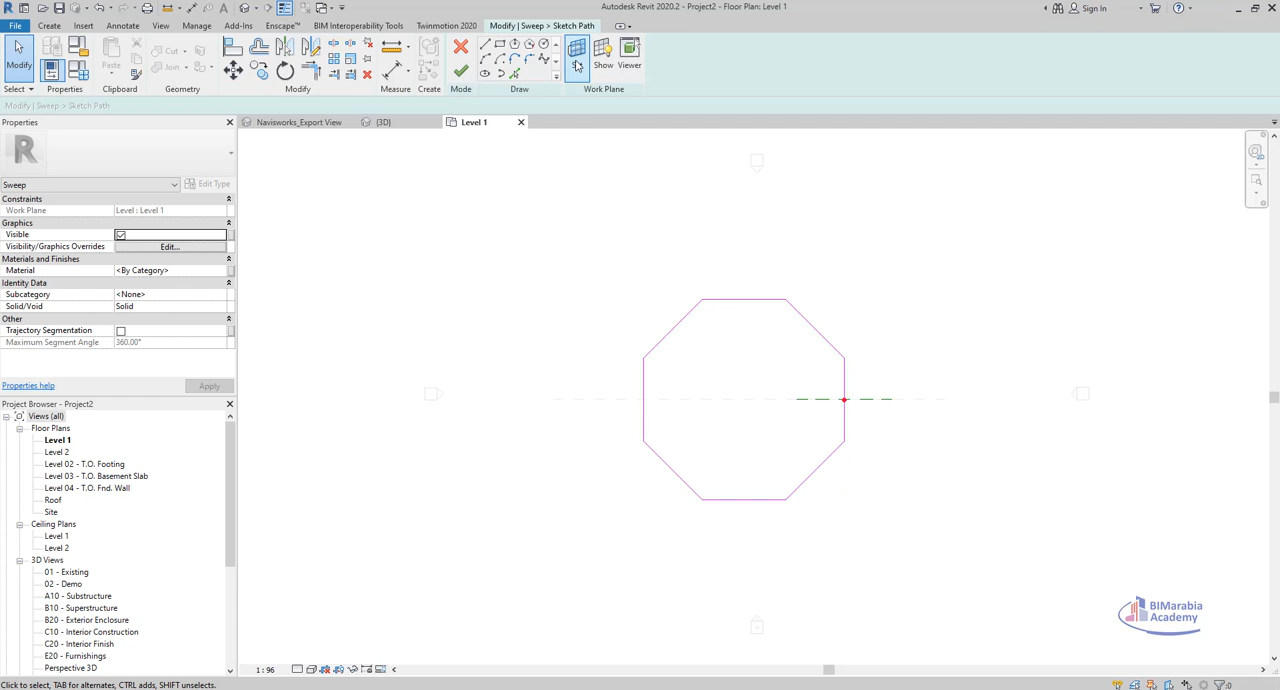 Autodesk Revit 2020.2 - Project2 - Floor Plan: Level 1
Sign In
File
Create
Insert
Annotate
View
Manage
Add-Ins
Enscape™
BIM Interoperability Tools
Twinmotion 2020
Modify | Sweep > Sketch Path
Modify
Paste
Cut
Join
Show
Viewer
Select
Properties
Clipboard
Geometry
Modify
Measure
Create
Mode
Draw
Work Plane
Modify | Sweep > Sketch Path
Properties
Navisworks_Export View
{3D}
Level 1
Sweep
Edit Type
Constraints
Work Plane
Level : Level 1
Graphics
Visible
Visibility/Graphics Overrides
Edit...
Materials and Finishes
Material
<By Category>
Identity Data
Subcategory
<None>
Solid/Void
Solid
Other
Trajectory Segmentation
Maximum Segment Angle
360.00°
Properties help
Apply
Project Browser - Project2
Views (all)
Floor Plans
Level 1
Level 2
Level 02 - T.O. Footing
Level 03 - T.O. Basement Slab
Level 04 - T.O. Fnd. Wall
Roof
Site
Ceiling Plans
Level 1
Level 2
3D Views
01 - Existing
02 - Demo
A10 - Substructure
B10 - Superstructure
B20 - Exterior Enclosure
C10 - Interior Construction
C20 - Interior Finish
E20 - Furnishings
Perspective 3D
BIMarabia
Academy
1 : 96
Click to select, TAB for alternates, CTRL adds, SHIFT unselects.
:0